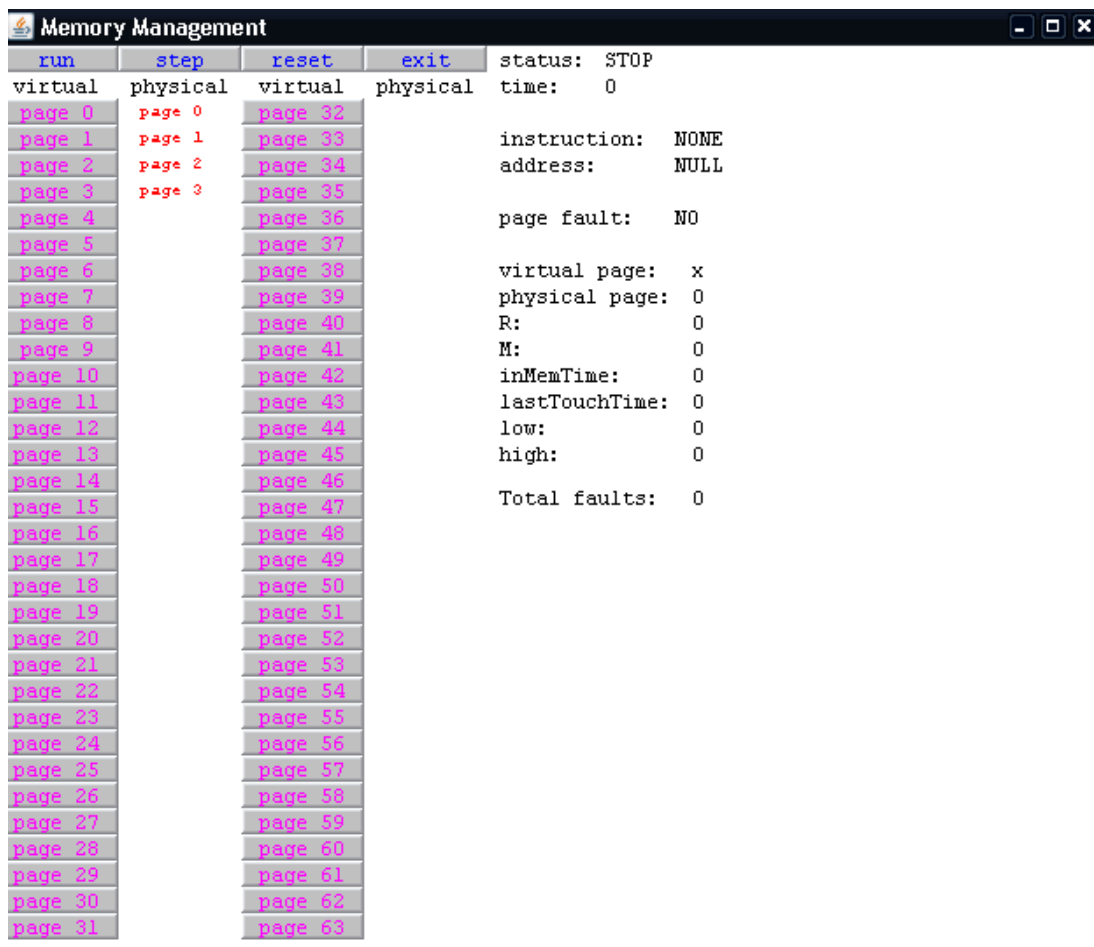 Memory Management
run step reset exit status: STOP
virtual physical virtual physical time: 0
page 0 page 0 page 32
page 1 page 1 page 33 instruction: NONE
page 2 page 2 page 34 address: NULL
page 3 page 3 page 35
page 4 page 36 page fault: NO
page 5 page 37
page 6 page 38 virtual page: x
page 7 page 39 physical page: 0
page 8 page 40 R: 0
page 9 page 41 M: 0
page 10 page 42 inMemTime: 0
page 11 page 43 lastTouchTime: 0
page 12 page 44 low: 0
page 13 page 45 high: 0
page 14 page 46
page 15 page 47 Total faults: 0
page 16 page 48
page 17 page 49
page 18 page 50
page 19 page 51
page 20 page 52
page 21 page 53
page 22 page 54
page 23 page 55
page 24 page 56
page 25 page 57
page 26 page 58
page 27 page 59
page 28 page 60
page 29 page 61
page 30 page 62
page 31 page 63